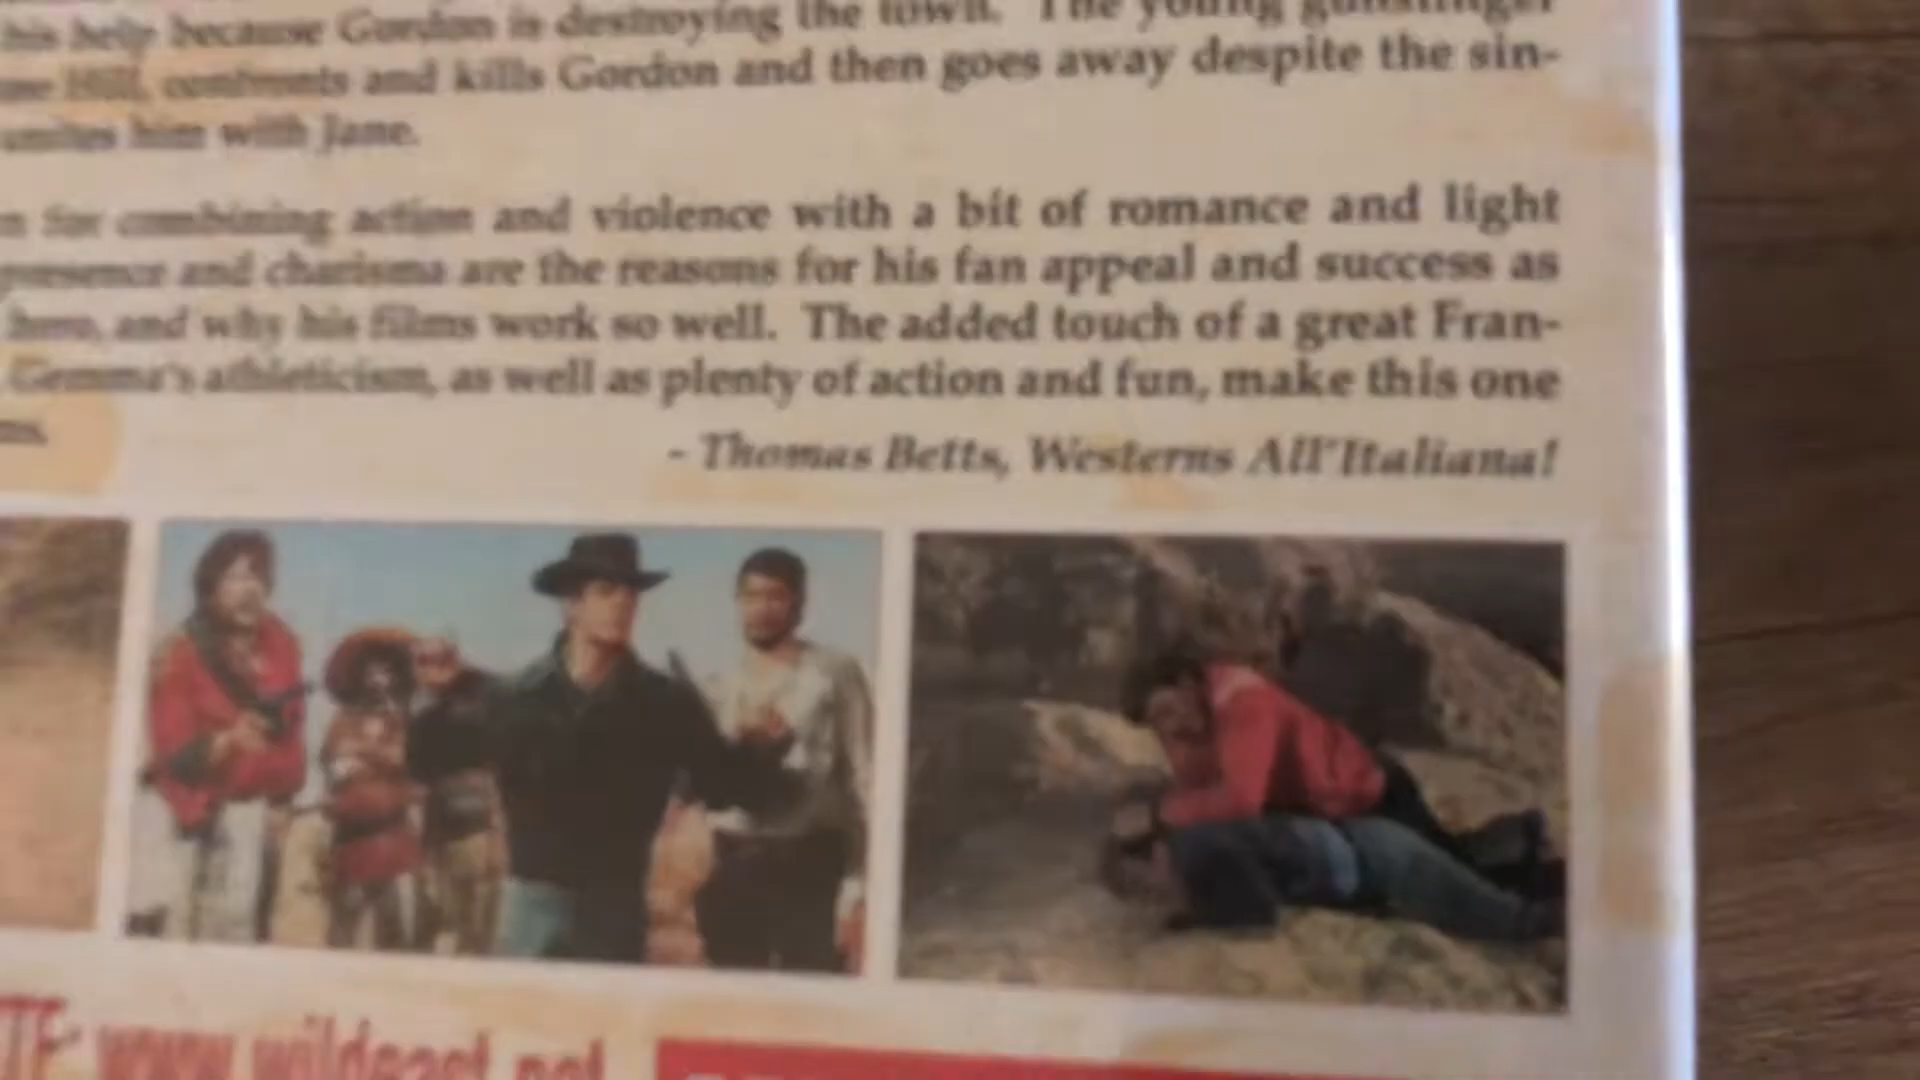 his help because Gordon is destroying the town. The young gunslinger
Hill, confronts and kills Gordon and then goes away despite the sin-
unites him with Jane.
for combining action and violence with a bit of romance and light
presence and charisma are the reasons for his fan appeal and success as
hero, and why his films work so well. The added touch of a great Fran-
Gemma's athleticism, as well as plenty of action and fun, make this one
- Thomas Betts, Westerns All'Italiana!
www.wildeast.net